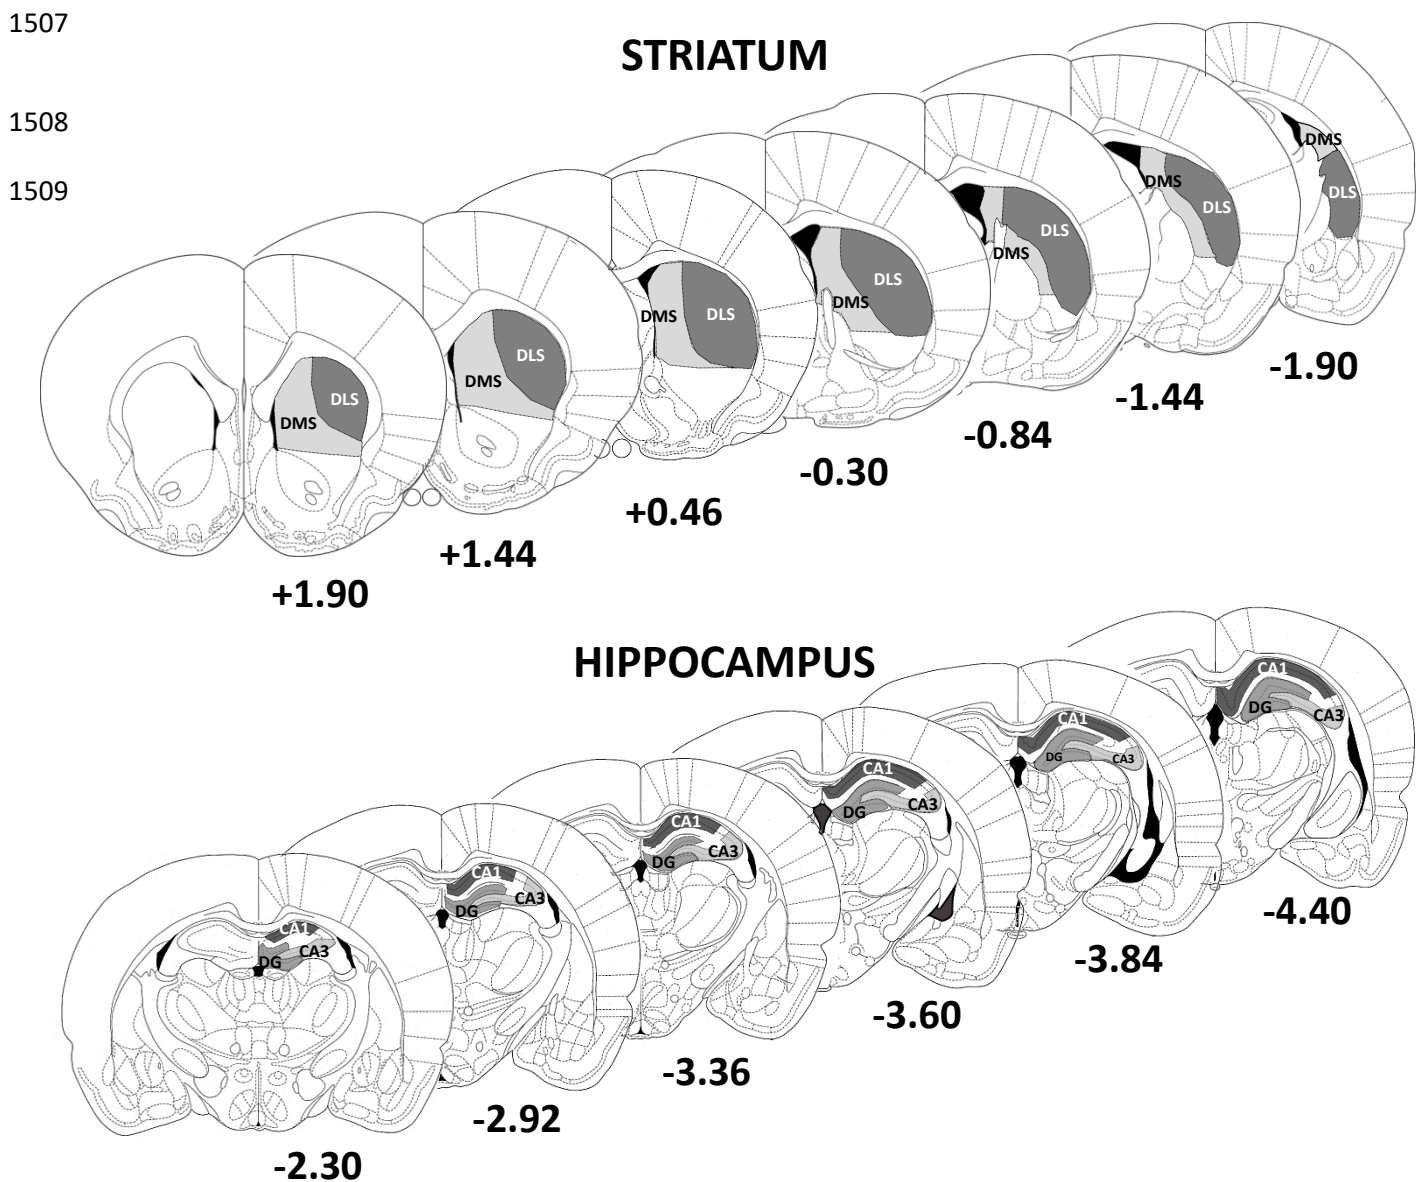 1507
STRIATUM
1508
1509
DMS
DLS
DMS
DLS
DMS
DLS
DMS
DLS
DMS
DLS
DMS
DLS
DMS
DLS
-1.90
-1.44
-0.84
-0.30
+0.46
+1.44
+1.90
HIPPOCAMPUS
CA1
DG
CA3
CA1
DG
CA3
CA1
DG
CA3
CA1
DG
CA3
CA1
DG
CA3
CA1
DG
CA3
-4.40
-3.84
-3.60
-3.36
-2.92
-2.30